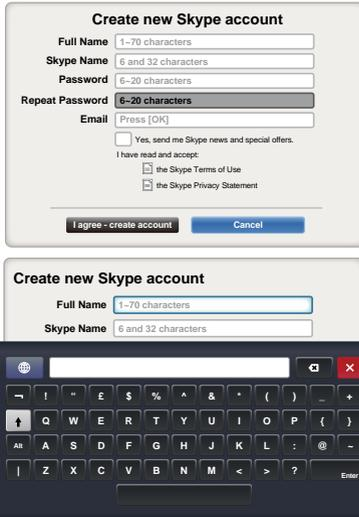 Create new Skype account
Full Name 1~70 characters
Skype Name 6 and 32 characters
Password 6~20 characters
Repeat Password 6~20 characters
Email Press [OK]
Yes, send me Skype news and special offers.
I have read and accept:
the Skype Terms of Use
the Skype Privacy Statement
I agree - create account Cancel
Create new Skype account
Full Name 1~70 characters
Skype Name 6 and 32 characters
¬ ! " £ $ % ^ & * ( ) _ +
Q W E R T Y U I O P { }
Alt A S D F G H J K L : @ ~
| Z X C V B N M < > ? Enter